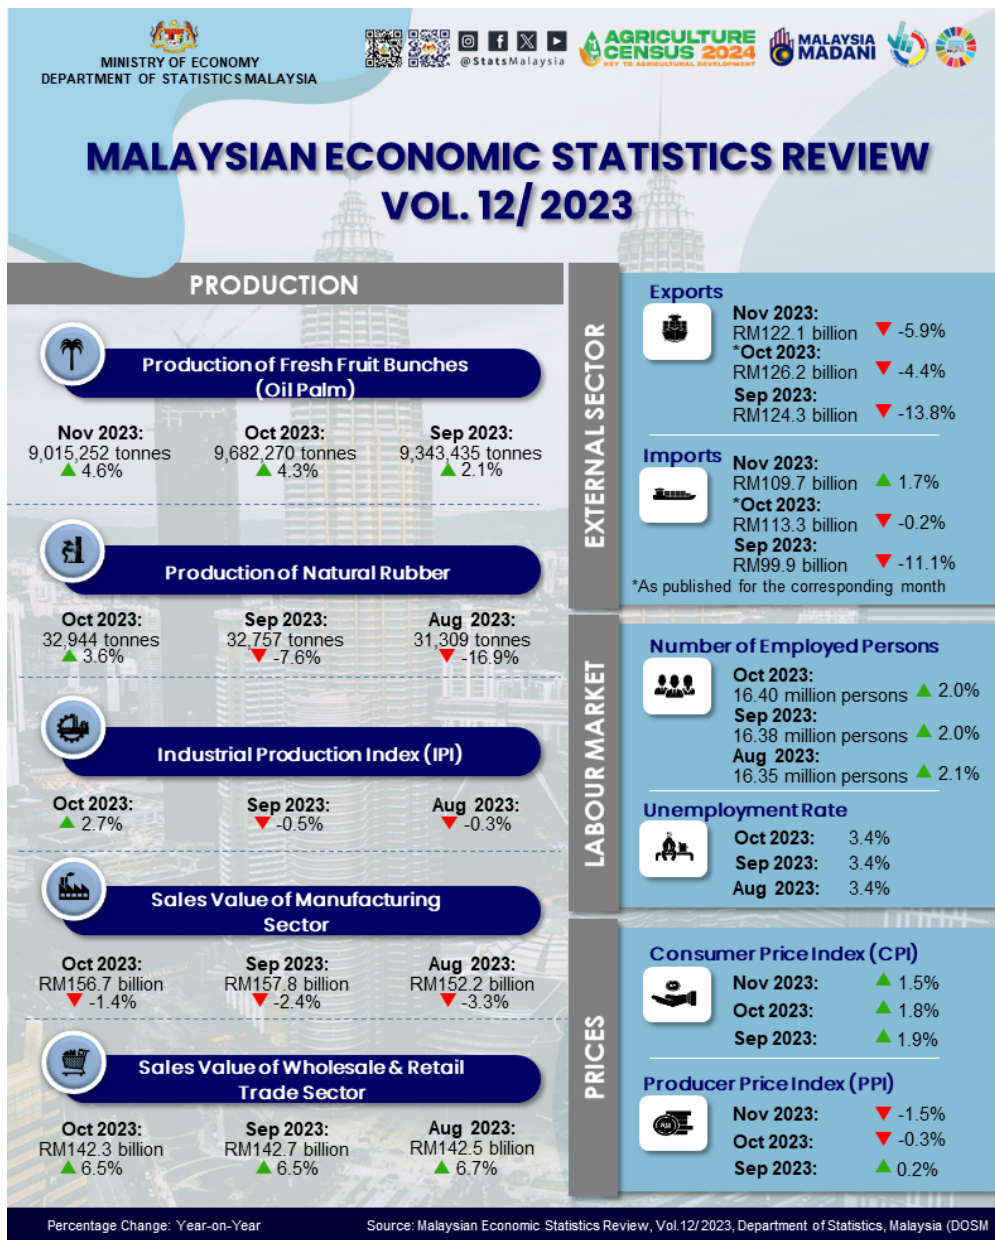 MINISTRY OF ECONOMY
DEPARTMENT OF STATISTICS MALAYSIA
@StatsMalaysia
AGRICULTURE
CENSUS 2024
KEY TO AGRICULTURAL DEVELOPMENT
MALAYSIA
MADANI
MALAYSIAN ECONOMIC STATISTICS REVIEW
VOL. 12/ 2023
PRODUCTION
Production of Fresh Fruit Bunches
(Oil Palm)
Nov 2023: Oct 2023: Sep 2023:
9,015,252 tonnes 9,682,270 tonnes 9,343,435 tonnes
▲ 4.6% ▲ 4.3% ▲ 2.1%
Production of Natural Rubber
Oct 2023: Sep 2023: Aug 2023:
32,944 tonnes 32,757 tonnes 31,309 tonnes
▲ 3.6% ▼ -7.6% ▼ -16.9%
Industrial Production Index (IPI)
Oct 2023: Sep 2023: Aug 2023:
▲ 2.7% ▼ -0.5% ▼ -0.3%
Sales Value of Manufacturing
Sector
Oct 2023: Sep 2023: Aug 2023:
RM156.7 billion RM157.8 billion RM152.2 billion
▼ -1.4% ▼ -2.4% ▼ -3.3%
Sales Value of Wholesale & Retail
Trade Sector
Oct 2023: Sep 2023: Aug 2023:
RM142.3 billion RM142.7 billion RM142.5 blilion
▲ 6.5% ▲ 6.5% ▲ 6.7%
EXTERNAL SECTOR
Exports
Nov 2023:
RM122.1 billion ▼ -5.9%
*Oct 2023:
RM126.2 billion ▼ -4.4%
Sep 2023:
RM124.3 billion ▼ -13.8%
Imports
Nov 2023:
RM109.7 billion ▲ 1.7%
*Oct 2023:
RM113.3 billion ▼ -0.2%
Sep 2023:
RM99.9 billion ▼ -11.1%
*As published for the corresponding month
LABOUR MARKET
Number of Employed Persons
Oct 2023:
16.40 million persons ▲ 2.0%
Sep 2023:
16.38 million persons ▲ 2.0%
Aug 2023:
16.35 million persons ▲ 2.1%
Unemployment Rate
Oct 2023: 3.4%
Sep 2023: 3.4%
Aug 2023: 3.4%
PRICES
Consumer Price Index (CPI)
Nov 2023: ▲ 1.5%
Oct 2023: ▲ 1.8%
Sep 2023: ▲ 1.9%
Producer Price Index (PPI)
RM
Nov 2023: ▼ -1.5%
Oct 2023: ▼ -0.3%
Sep 2023: ▲ 0.2%
Percentage Change: Year-on-Year
Source: Malaysian Economic Statistics Review, Vol.12/ 2023, Department of Statistics, Malaysia (DOSM